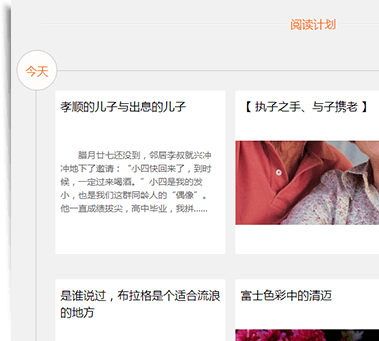 阅读计划
今天
孝顺的儿子与出息的儿子
腊月廿七还没到，邻居李叔就兴冲
冲地下了邀请：“小四快回来了，到时
候，一定过来喝酒。”小四是我的发
小，也是我们这群同龄人的“偶像”。
他一直成绩拔尖，高中毕业，我拼......
【 执子之手、与子携老 】
是谁说过，布拉格是个适合流浪
的地方
富士色彩中的清迈